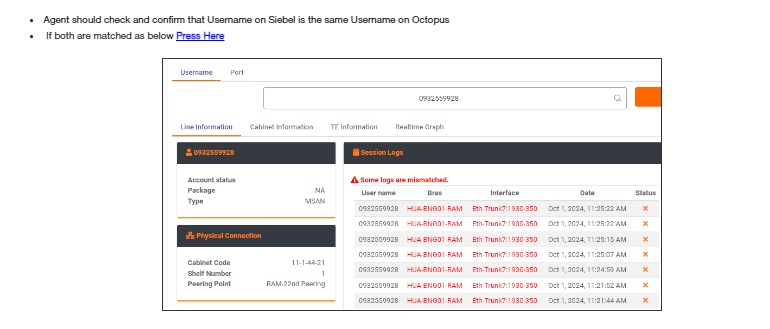 • Agent should check and confirm that Username on Siebel is the same Username on Octopus
• If both are matched as below Press Here
Username Port
0932559928
Line Information Cabinet Information TE Information Realtime Graph
0932559928
Account status
Package NA
Type MSAN
Physical Connection
Cabinet Code 11-1-44-21
Shelf Number 1
Peering Point RAM-22nd Peering
Session Logs
Some logs are mismatched.
User name Bras Interface Date Status
0932559928 HUA-BNG01-RAM Eth-Trunk7:1930-350 Oct 1, 2024, 11:25:22 AM ×
0932559928 HUA-BNG01-RAM Eth-Trunk7:1930-350 Oct 1, 2024, 11:25:22 AM ×
0932559928 HUA-BNG01-RAM Eth-Trunk7:1930-350 Oct 1, 2024, 11:25:15 AM ×
0932559928 HUA-BNG01-RAM Eth-Trunk7:1930-350 Oct 1, 2024, 11:25:07 AM ×
0932559928 HUA-BNG01-RAM Eth-Trunk7:1930-350 Oct 1, 2024, 11:24:59 AM ×
0932559928 HUA-BNG01-RAM Eth-Trunk7:1930-350 Oct 1, 2024, 11:21:52 AM ×
0932559928 HUA-BNG01-RAM Eth-Trunk7:1930-350 Oct 1, 2024, 11:21:44 AM ×